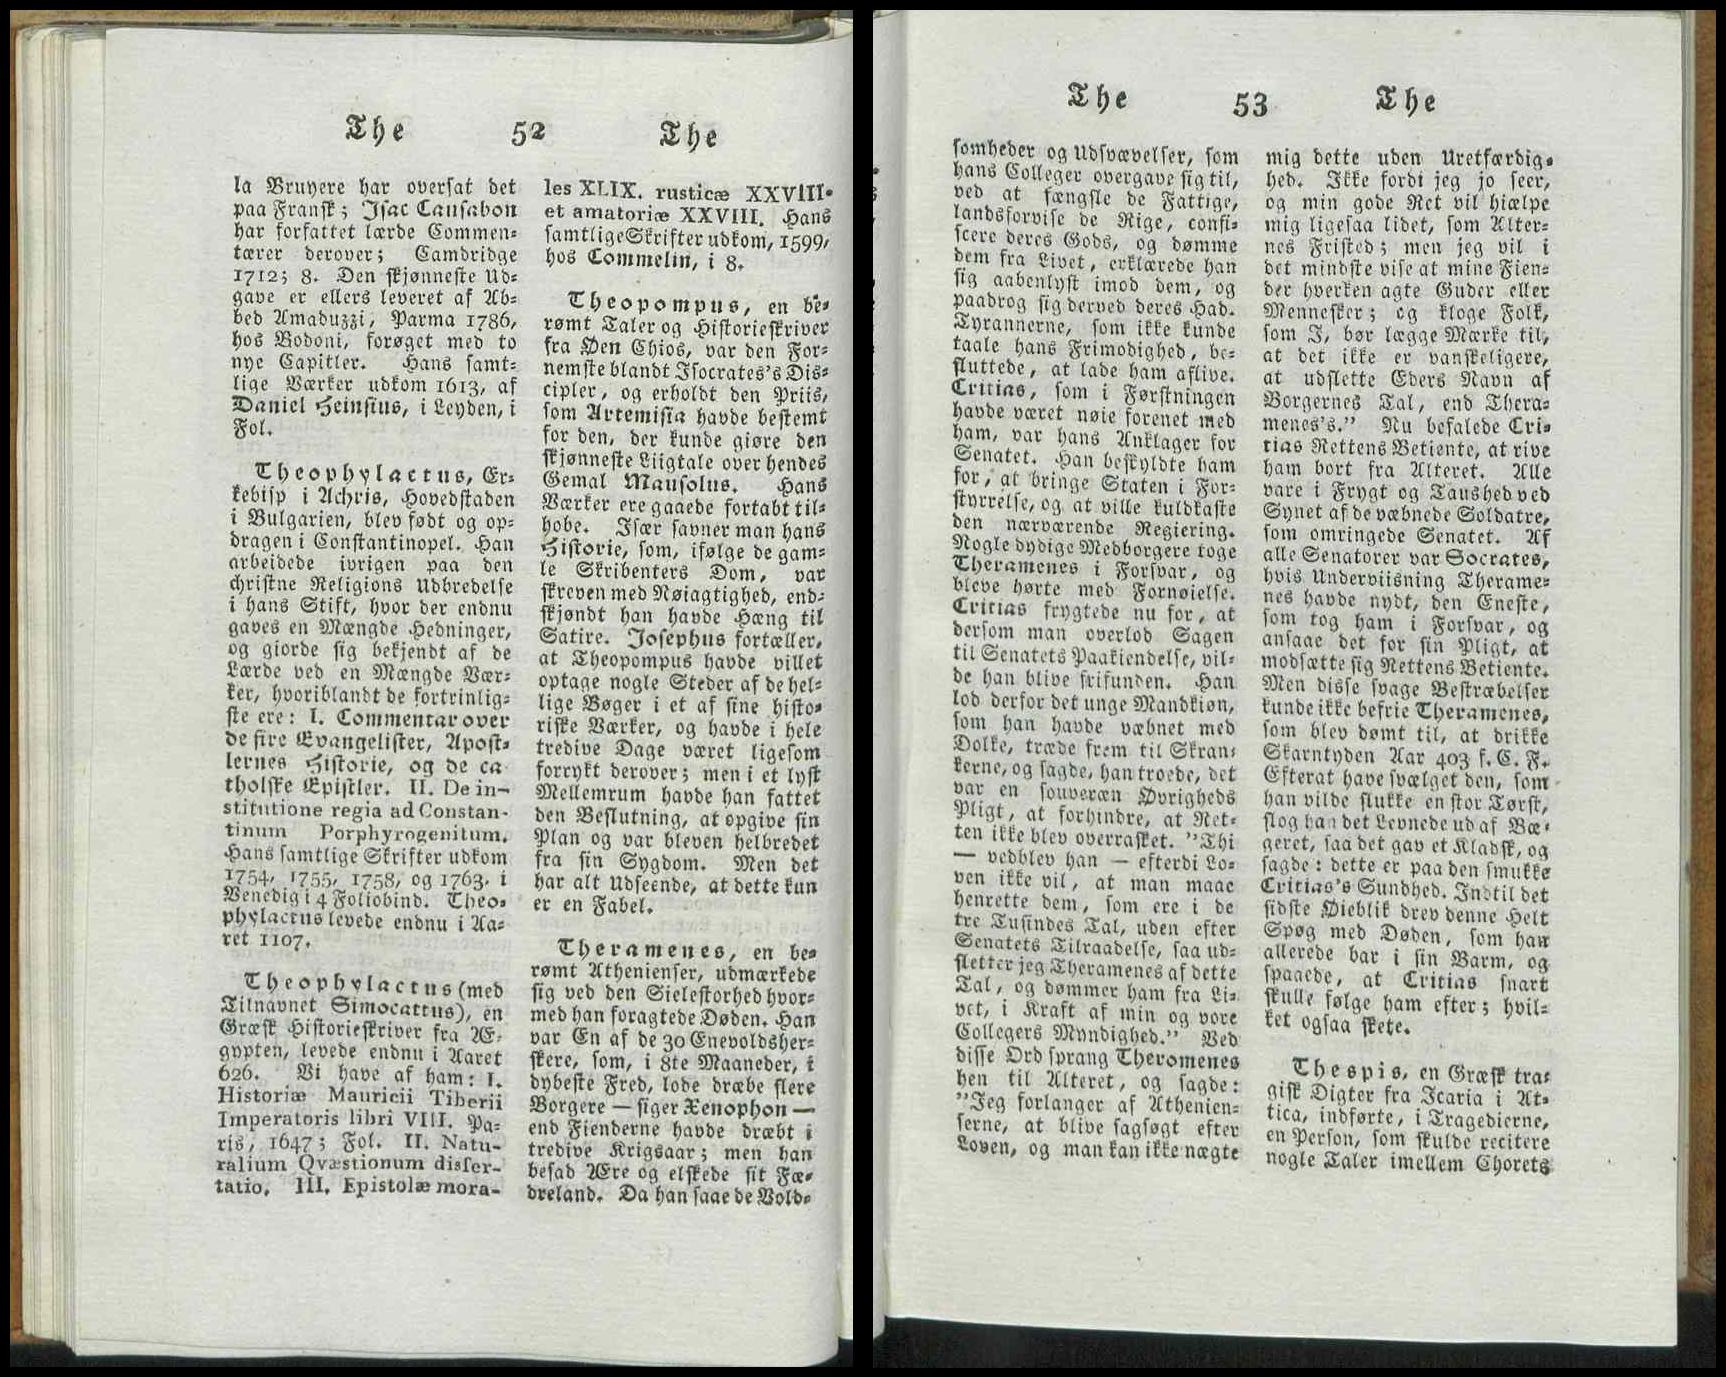 The 52 The
la Bruyere har oversat det
paa Fransk; Isac Causabon
har forfattet lærde Commen=
tærer derover; Cambridge
1712; 8. Den skjønneste Ud=
gave er ellers leveret af Ab=
bed Amaduzzi, Parma 1786,
hos Bodoni, forøget med to
nye Capitler. Hans samt=
lige Værker udkom 1613, af
Daniel Heinsius, i Leyden, i
Fol.
Theophylactus, Er=
kebisp i Achris, Hovedstaden
i Bulgarien, blev født og op=
dragen i Constantinopel. Han
arbeidede ivrigen paa den
christne Religions Udbredelse
i hans Stift, hvor der endnu
gaves en Mængde Hedninger,
og giorde sig bekjendt af de
Lærde ved en Mængde Vær=
ker, hvoriblandt de fortrinlig=
ste ere: I. Commentar over
de fire Evangelister, Apost=
lernes Historie, og de ca
tholske Epistler. II. De in-
stitutione regia ad Constan-
tinum Porphyrogenitum.
Hans samtlige Skrifter udkom
1754, 1755, 1758, og 1763, i
Venedig i 4 Foliobind. Theo=
phylactus levede endnu i Aa=
ret 1107.
Theophylactus (med
Tilnavnet Simocattus), en
Græsk Historieskriver fra Æ=
gypten, levede endnu i Aaret
626. Vi have af ham: I.
Historiæ Mauricii Tiberii
Imperatoris libri VIII. Pa=
ris, 1647; Fol. II. Natu-
ralium Qvæstionum disser-
tatio. III. Epistolæ mora-
les XLIX. rusticæ XXVIII.
et amatoriæ XXVIII. Hans
samtlige Skrifter udkom, 1599,
hos Commelin, i 8.
Theopompus, en be=
rømt Taler og Historieskriver
fra Øen Chios, var den For=
nemste blandt Isocrates's Dis=
cipler, og erholdt den Priis,
som Artemisia havde bestemt
for den, der kunde giøre den
skjønneste Liigtale over hendes
Gemal Mausolus. Hans
Værker ere gaaede fortabt til=
hobe. Især savner man hans
Historie, som, ifølge de gam=
le Skribenters Dom, var
skreven med Nøiagtighed, end=
skjøndt han havde Hæng til
Satire. Josephus fortæller,
at Theopompus havde villet
optage nogle Steder af de hel=
lige Bøger i et af sine histo=
riske Værker, og havde i hele
tredive Dage været ligesom
forrykt derover; men i et lyst
Mellemrum havde han fattet
den Beslutning, at opgive sin
Plan og var bleven helbredet
fra sin Sygdom. Men det
har alt Udseende, at dette kun
er en Fabel.
Theramenes, en be=
rømt Athenienser, udmærkede
sig ved den Sielestorhed hvor=
med han foragtede Døden. Han
var En af de 30 Enevoldsher=
skere, som, i 8te Maaneder, i
dybeste Fred, lode dræbe flere
Borgere — siger Xenophon —
end Fienderne havde dræbt i
tredive Krigsaar; men han
besad Ære og elskede sit Fæ=
dreland. Da han saae de Vold=
The 53 The
somheder og Udsvævelser, som
hans Colleger overgave sig til,
ved at fængsle de Fattige,
landsforvise de Rige, confi=
scere deres Gods, og dømme
dem fra Livet, erklærede han
sig aabenlyst imod dem, og
paadrog sig derved deres Had.
Tyrannerne, som ikke kunde
taale hans Frimodighed, be=
sluttede, at lade ham aflive.
Critias, som i Førstningen
havde været nøie forenet med
ham, var hans Anklager for
Senatet. Han beskyldte ham
for, at bringe Staten i For=
styrrelse, og at ville kuldkaste
den nærværende Regiering.
Nogle dydige Medborgere toge
Theramenes i Forsvar, og
bleve hørte med Fornøielse.
Critias frygtede nu for, at
dersom man overlod Sagen
til Senatets Paakiendelse, vil=
de han blive frifunden. Han
lod derfor det unge Mandkiøn,
som han havde væbnet med
Dolke, træde frem til Skran=
kerne, og sagde, han troede, det
var en souveræn Øvrigheds
Pligt, at forhindre, at Ret=
ten ikke blev overrasket. "Thi
— vedblev han — efterdi Lo=
ven ikke vil, at man maae
henrette dem, som ere i de
tre Tusindes Tal, uden efter
Senatets Tilraadelse, saa ud=
sletter jeg Theramenes af dette
Tal, og dømmer ham fra Li=
vet, i Kraft af min og vore
Collegers Myndighed." Ved
disse Ord sprang Theromenes
hen til Alteret, og sagde:
"Jeg forlanger af Athenien=
serne, at blive sagsøgt efter
Loven, og man kan ikke nægte
mig dette uden Uretfærdig=
hed. Ikke fordi jeg jo seer,
og min gode Ret vil hiælpe
mig ligesaa lidet, som Alter=
nes Fristed; men jeg vil i
det mindste vise at mine Fien=
der hverken agte Guder eller
Mennesker; og kloge Folk,
som I, bør lægge Mærke til,
at det ikke er vanskeligere,
at udslette Eders Navn af
Borgernes Tal, end Thera=
menes's." Nu befalede Cri=
tias Rettens Betiente, at rive
ham bort fra Alteret. Alle
vare i Frygt og Taushed ved
Synet af de væbnede Soldatre,
som omringede Senatet. Af
alle Senatorer var Socrates,
hvis Underviisning Therame=
nes havde nydt, den Eneste,
som tog ham i Forsvar, og
ansaae det for sin Pligt, at
modsætte sig Rettens Betiente.
Men disse svage Bestræbelser
kunde ikke befrie Theramenes,
som blev dømt til, at drikke
Skarntyden Aar 403 f. C. F.
Efterat have svælget den, som
han vilde slukke en stor Tørst,
slog han det Levnede ud af Bæ=
geret, saa det gav et Kladsk, og
sagde: dette er paa den smukke
Critias's Sundhed. Indtil det
sidste Øieblik drev denne Helt
Spøg med Døden, som han
allerede bar i sin Barm, og
spaaede, at Critias snart
skulle følge ham efter; hvil=
ket ogsaa skete.
Thespis, en Græsk tra=
gisk Digter fra Icaria i At=
tica, indførte, i Tragedierne,
en Person, som skulde recitere
nogle Taler imellem Chorets